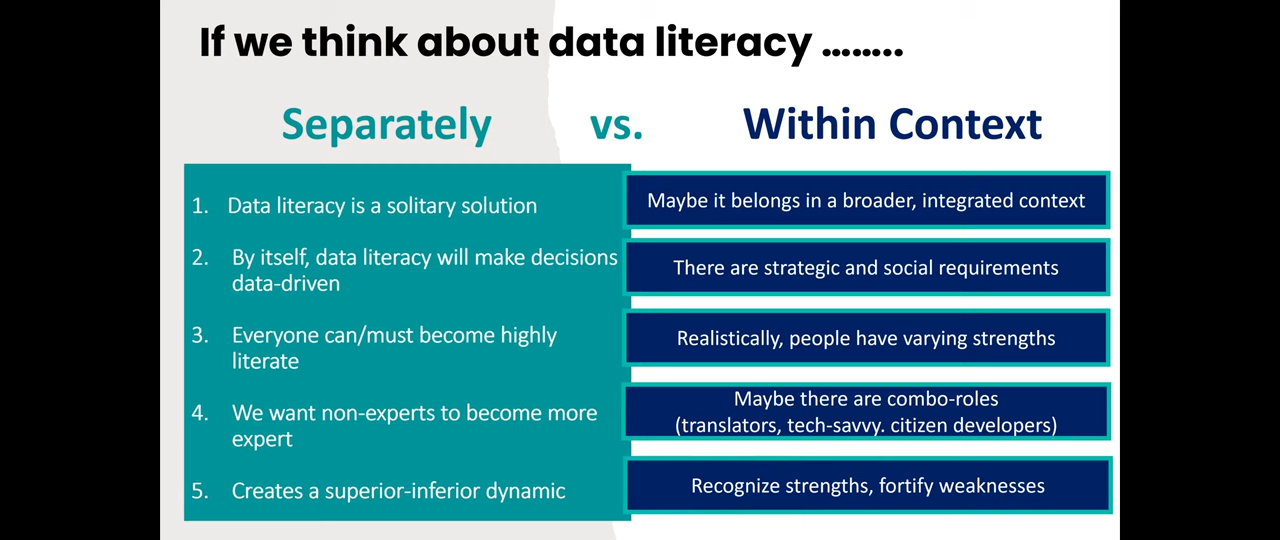 If we think about data literacy ........
Separately vs. Within Context
1. Data literacy is a solitary solution
Maybe it belongs in a broader, integrated context
2. By itself, data literacy will make decisions
data-driven
There are strategic and social requirements
3. Everyone can/must become highly
literate
Realistically, people have varying strengths
4. We want non-experts to become more
expert
Maybe there are combo-roles
(translators, tech-savvy. citizen developers)
5. Creates a superior-inferior dynamic
Recognize strengths, fortify weaknesses